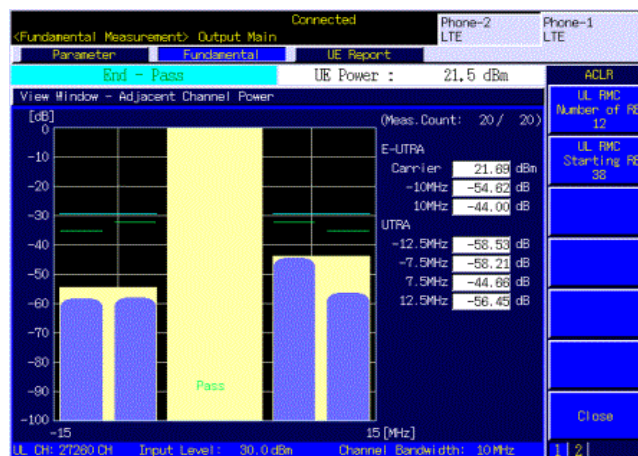 Connected
Phone-2
LTE
Phone-1
LTE
<Fundamental Measurement> Output Main
Parameter
Fundamental
UE Report
End - Pass
UE Power : 21.5 dBm
ACLR
View Window - Adjacent Channel Power
UL RMC
Number of RB
12
UL RMC
Starting RB
38
[dB]
(Meas.Count: 20/ 20)
0
-10
-20
-30
-40
-50
-60
-70
-80
-90
-100
E-UTRA
Carrier 21.69 dBm
-10MHz -54.62 dB
10MHz -44.00 dB
UTRA
-12.5MHz -58.53 dB
-7.5MHz -58.21 dB
7.5MHz -44.66 dB
12.5MHz -56.45 dB
Pass
-15
15 [MHz]
Close
UL CH: 27260 CH Input Level: 30.0 dBm Channel Bandwidth: 10 MHz
1 2